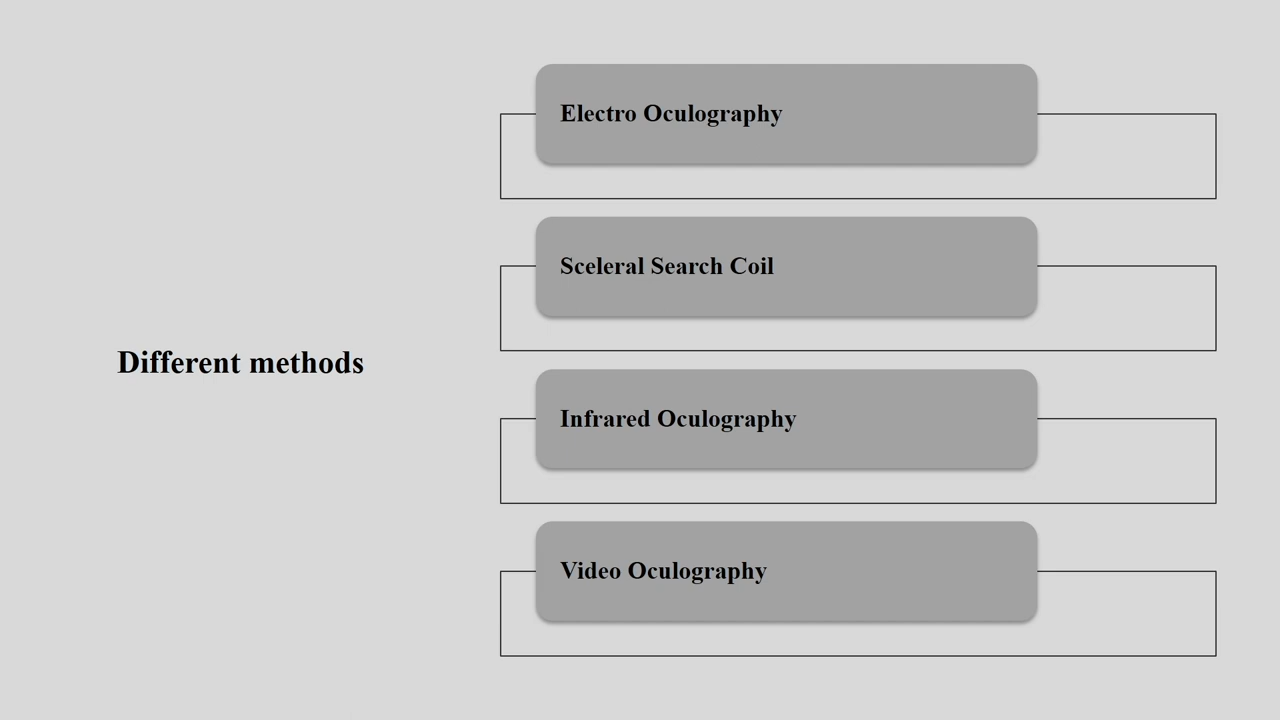 Different methods
Electro Oculography
Sceleral Search Coil
Infrared Oculography
Video Oculography